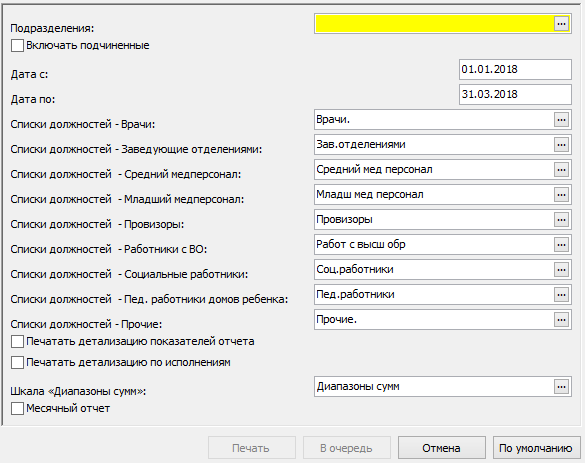 Подразделения: ...
Включать подчиненные
Дата с: 01.01.2018
Дата по: 31.03.2018
Списки должностей - Врачи: Врачи. ...
Списки должностей - Заведующие отделениями: Зав.отделениями ...
Списки должностей - Средний медперсонал: Средний мед персонал ...
Списки должностей - Младший медперсонал: Младш мед персонал ...
Списки должностей - Провизоры: Провизоры ...
Списки должностей - Работники с ВО: Работ с высш обр ...
Списки должностей - Социальные работники: Соц.работники ...
Списки должностей - Пед. работники домов ребенка: Пед.работники ...
Списки должностей - Прочие: Прочие. ...
Печатать детализацию показателей отчета
Печатать детализацию по исполнениям
Шкала «Диапазоны сумм»: Диапазоны сумм ...
Месячный отчет
Печать В очередь Отмена По умолчанию